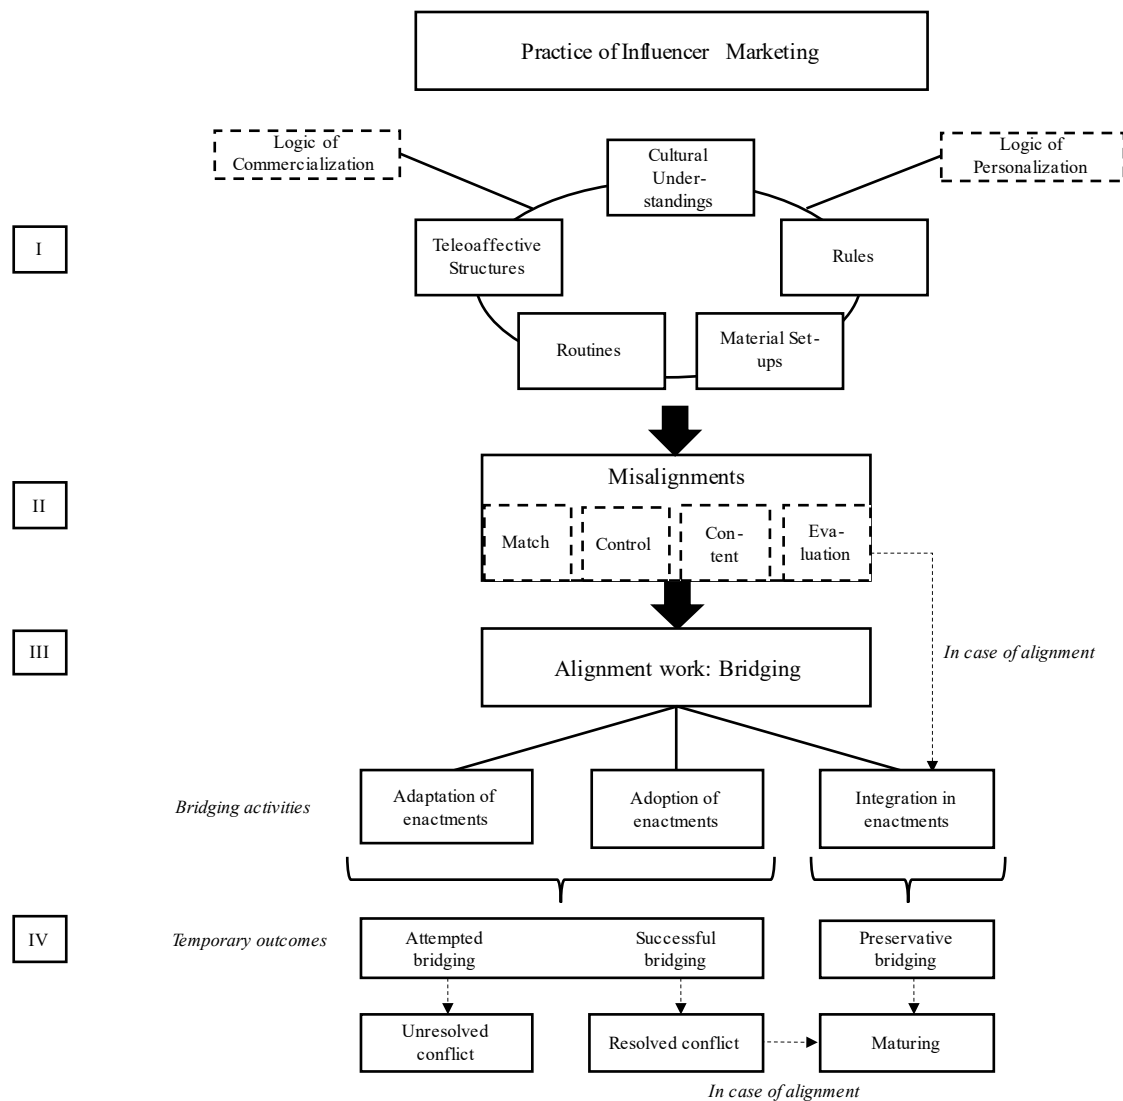 Practice of Influencer Marketing
Logic of
Commercialization
Cultural
Under-
standings
Logic of
Personalization
I
Teleoaffective
Structures
Rules
Routines
Material Set-
ups
II
Misalignments
Match
Control
Con-
tent
Eva-
luation
III
Alignment work: Bridging
In case of alignment
Bridging activities
Adaptation of
enactments
Adoption of
enactments
Integration in
enactments
IV
Temporary outcomes
Attempted
bridging
Successful
bridging
Preservative
bridging
Unresolved
conflict
Resolved conflict
Maturing
In case of alignment